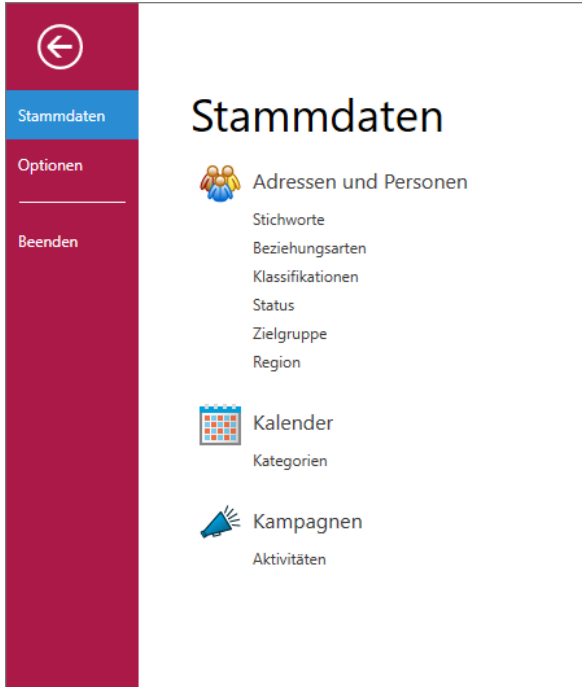 Stammdaten
Optionen
Beenden
Stammdaten
Adressen und Personen
Stichworte
Beziehungsarten
Klassifikationen
Status
Zielgruppe
Region
Kalender
Kategorien
Kampagnen
Aktivitäten